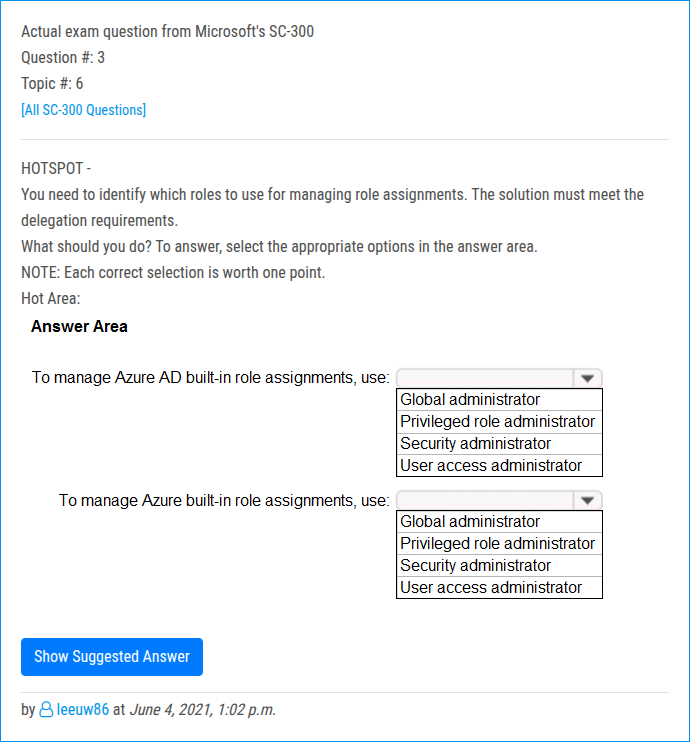 Actual exam question from Microsoft's SC-300
Question #: 3
Topic #: 6
[All SC-300 Questions]
HOTSPOT -
You need to identify which roles to use for managing role assignments. The solution must meet the
delegation requirements.
What should you do? To answer, select the appropriate options in the answer area.
NOTE: Each correct selection is worth one point.
Hot Area:
Answer Area
To manage Azure AD built-in role assignments, use:
Global administrator
Privileged role administrator
Security administrator
User access administrator
To manage Azure built-in role assignments, use:
Global administrator
Privileged role administrator
Security administrator
User access administrator
Show Suggested Answer
by leeuw86 at June 4, 2021, 1:02 p.m.